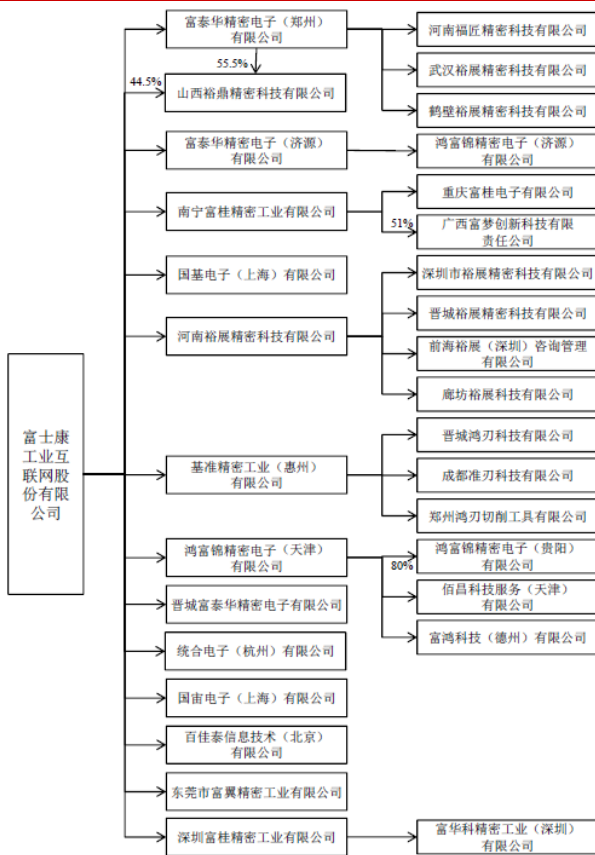 富泰华精密电子（郑州）
有限公司
河南福匠精密科技有限公司
55.5%
武汉裕展精密科技有限公司
44.5%
山西裕鼎精密科技有限公司
鹤壁裕展精密科技有限公司
富泰华精密电子（济源）
有限公司
鸿富锦精密电子（济源）
有限公司
南宁富桂精密工业有限公司
重庆富桂电子有限公司
51%
广西富梦创新科技有限
责任公司
国基电子（上海）有限公司
深圳市裕展精密科技有限公司
河南裕展精密科技有限公司
晋城裕展精密科技有限公司
前海裕展（深圳）咨询管理
有限公司
廊坊裕展科技有限公司
富士康
工业互
联网股
份有限
公司
基准精密工业（惠州）
有限公司
晋城鸿刃科技有限公司
成都准刃科技有限公司
郑州鸿刃切削工具有限公司
鸿富锦精密电子（天津）
有限公司
80%
鸿富锦精密电子（贵阳）
有限公司
佰昌科技服务（天津）
有限公司
富鸿科技（德州）有限公司
晋城富泰华精密电子有限公司
统合电子（杭州）有限公司
国宙电子（上海）有限公司
百佳泰信息技术（北京）
有限公司
东莞市富翼精密工业有限公司
深圳富桂精密工业有限公司
富华科精密工业（深圳）
有限公司